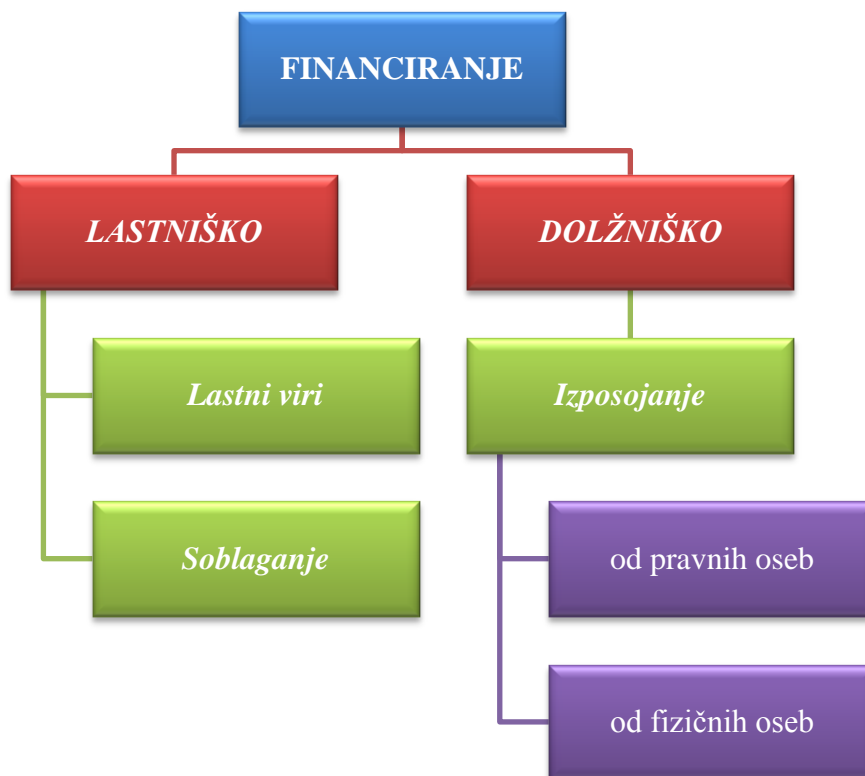 FINANCIRANJE
LASTNIŠKO
DOLŽNIŠKO
Lastni viri
Izposojanje
Soblaganje
od pravnih oseb
od fizičnih oseb